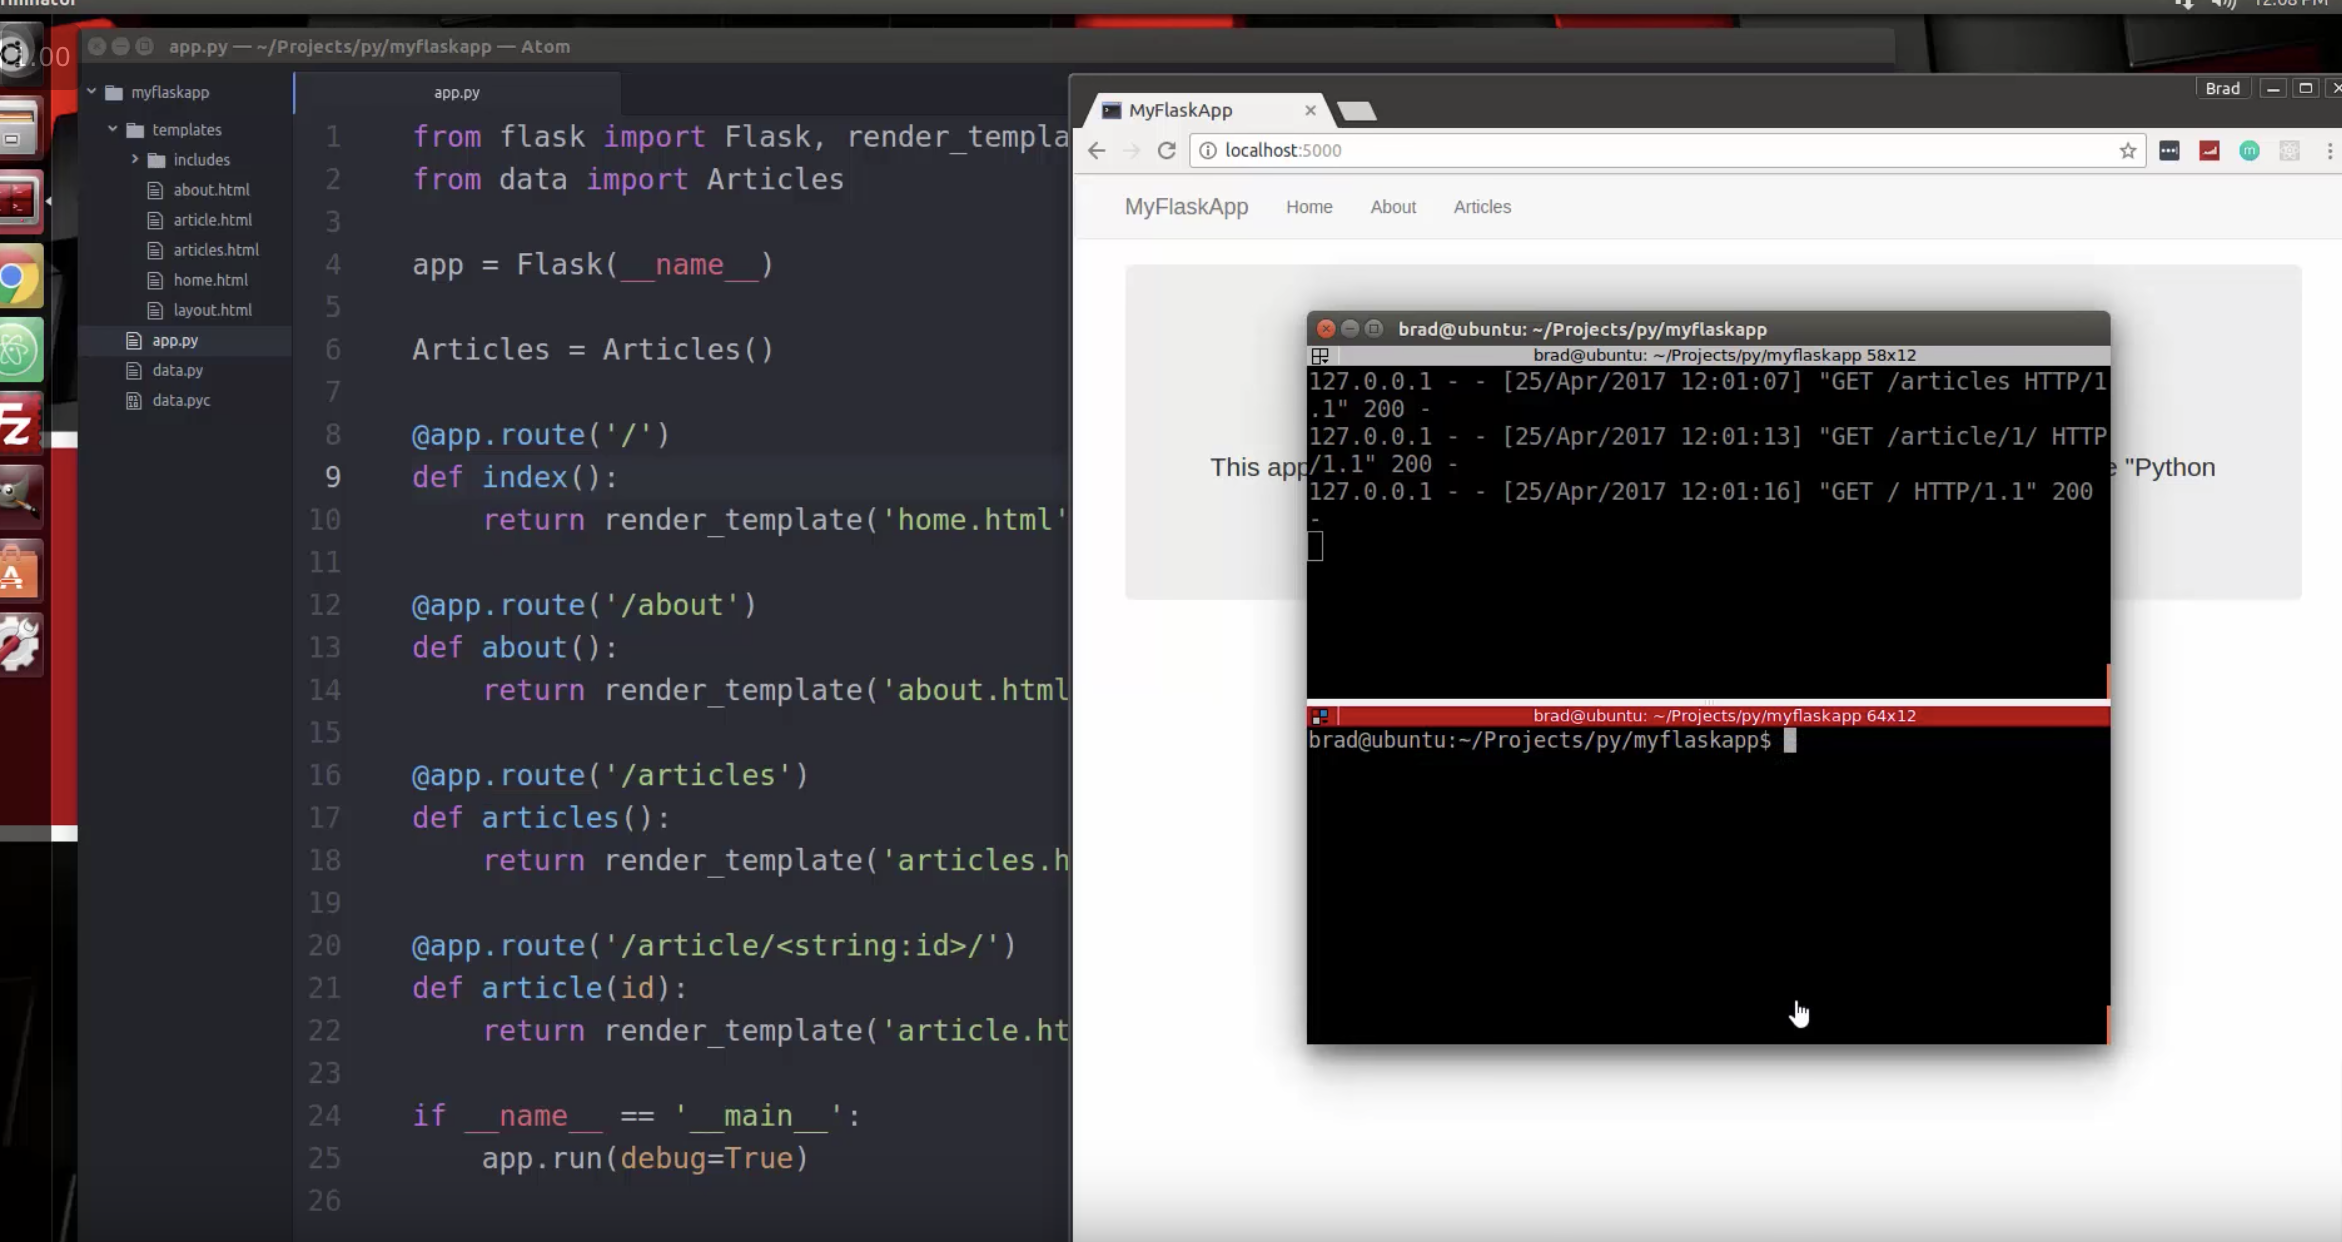 12:08 PM
1.00
app.py — ~/Projects/py/myflaskapp — Atom
myflaskapp
templates
includes
about.html
article.html
articles.html
home.html
layout.html
app.py
data.py
data.pyc
app.py
1 from flask import Flask, render_templa
2 from data import Articles
3
4 app = Flask(__name__)
5
6 Articles = Articles()
7
8 @app.route('/')
9 def index():
10 return render_template('home.html'
11
12 @app.route('/about')
13 def about():
14 return render_template('about.html
15
16 @app.route('/articles')
17 def articles():
18 return render_template('articles.h
19
20 @app.route('/article/<string:id>/')
21 def article(id):
22 return render_template('article.ht
23
24 if __name__ == '__main__':
25 app.run(debug=True)
26
Brad
MyFlaskApp
localhost:5000
MyFlaskApp Home About Articles
This app
"Python
brad@ubuntu: ~/Projects/py/myflaskapp
brad@ubuntu: ~/Projects/py/myflaskapp 58x12
127.0.0.1 - - [25/Apr/2017 12:01:07] "GET /articles HTTP/1
.1" 200 -
127.0.0.1 - - [25/Apr/2017 12:01:13] "GET /article/1/ HTTP
/1.1" 200 -
127.0.0.1 - - [25/Apr/2017 12:01:16] "GET / HTTP/1.1" 200
-
brad@ubuntu: ~/Projects/py/myflaskapp 64x12
brad@ubuntu:~/Projects/py/myflaskapp$